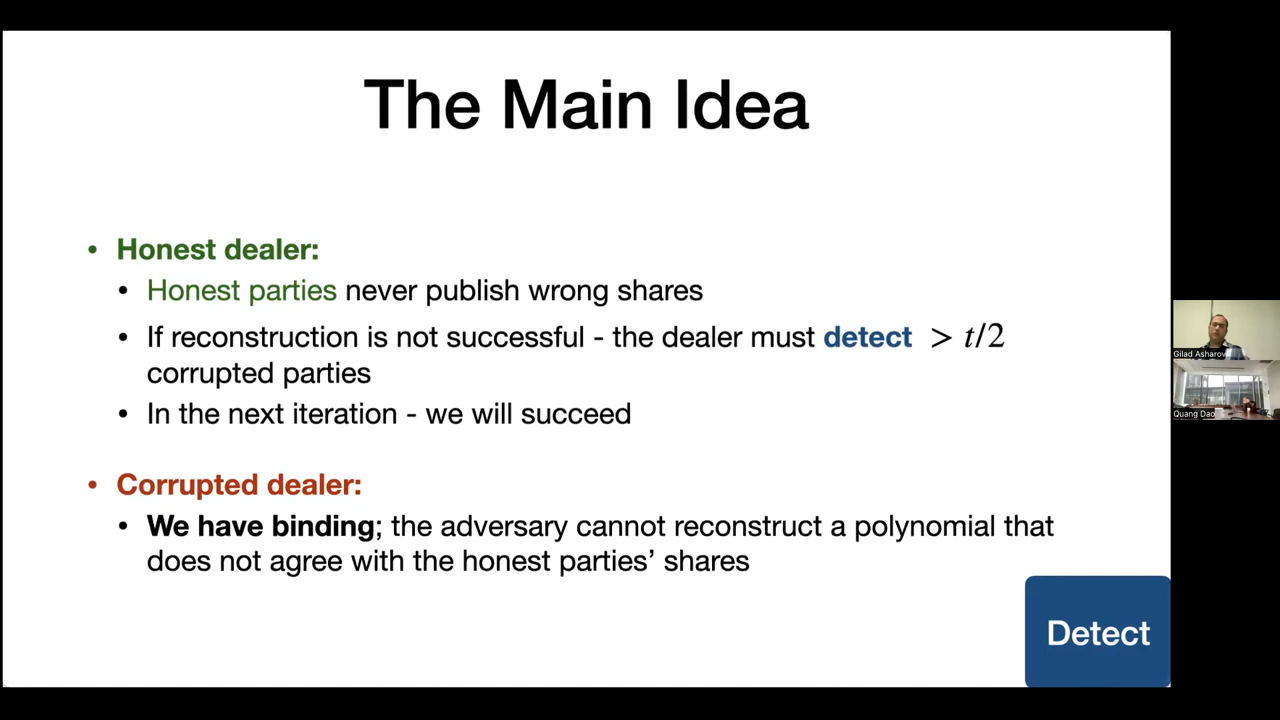 The Main Idea
• Honest dealer:
• Honest parties never publish wrong shares
• If reconstruction is not successful - the dealer must detect > t/2
corrupted parties
• In the next iteration - we will succeed
• Corrupted dealer:
• We have binding; the adversary cannot reconstruct a polynomial that
does not agree with the honest parties’ shares
Detect
Gilad Asharov
Quang Dao